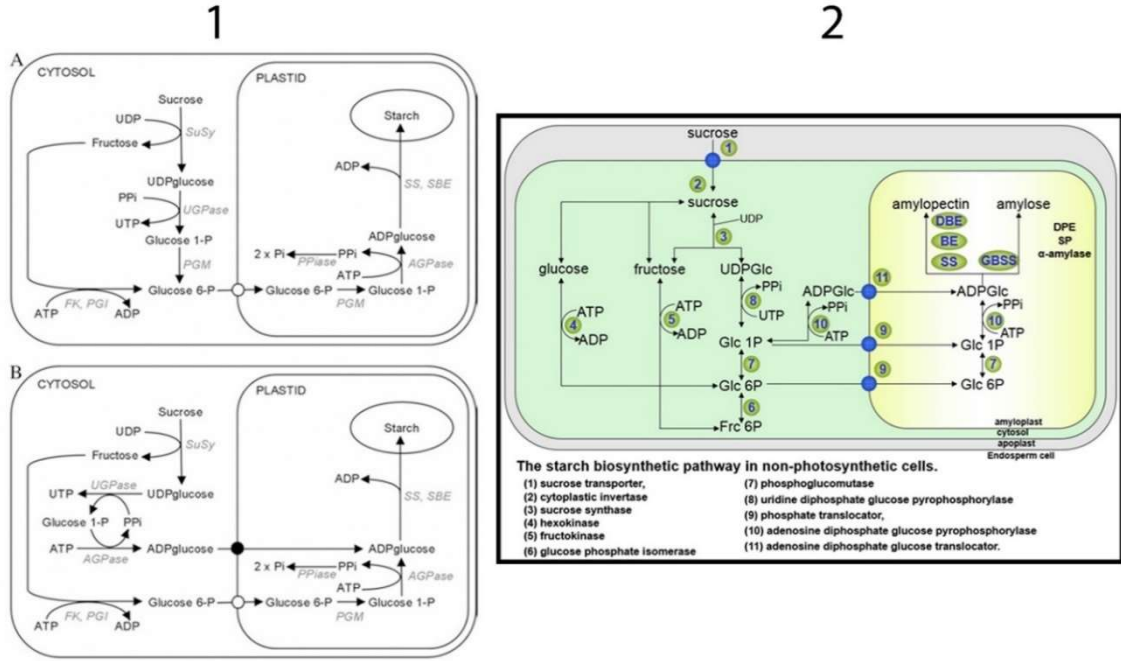 1
2
A
CYTOSOL
PLASTID
Sucrose
UDP
SuSy
Fructose
UDPglucose
PPi
UGPase
UTP
Glucose 1-P
PGM
Glucose 6-P
FK, PGI
ATP
ADP
Starch
ADP
SS, SBE
ADPglucose
2 x Pi
PPi
PPiase
ATP
AGPase
Glucose 6-P
Glucose 1-P
PGM
B
CYTOSOL
PLASTID
Sucrose
UDP
SuSy
Fructose
UGPase
UTP
UDPglucose
Glucose 1-P
PPi
ATP
ADPglucose
AGPase
Glucose 6-P
FK, PGI
ATP
ADP
Starch
ADP
SS, SBE
ADPglucose
2 x Pi
PPi
PPiase
ATP
AGPase
Glucose 6-P
Glucose 1-P
PGM
sucrose
1
2
sucrose
UDP
3
glucose
fructose
UDPGlc
ATP
4
ADP
ATP
5
ADP
PPi
8
UTP
ADPGlc
PPi
10
ATP
Glc 1P
7
Glc 6P
6
Frc 6P
11
9
9
amylopectin
amylose
DBE
BE
SS
GBSS
DPE
SP
α-amylase
ADPGlc
PPi
10
ATP
Glc 1P
7
Glc 6P
amyloplast
cytosol
apoplast
Endosperm cell
The starch biosynthetic pathway in non-photosynthetic cells.
(1) sucrose transporter,
(2) cytoplastic invertase
(3) sucrose synthase
(4) hexokinase
(5) fructokinase
(6) glucose phosphate isomerase
(7) phosphoglucomutase
(8) uridine diphosphate glucose pyrophosphorylase
(9) phosphate translocator,
(10) adenosine diphosphate glucose pyrophosphorylase
(11) adenosine diphosphate glucose translocator.